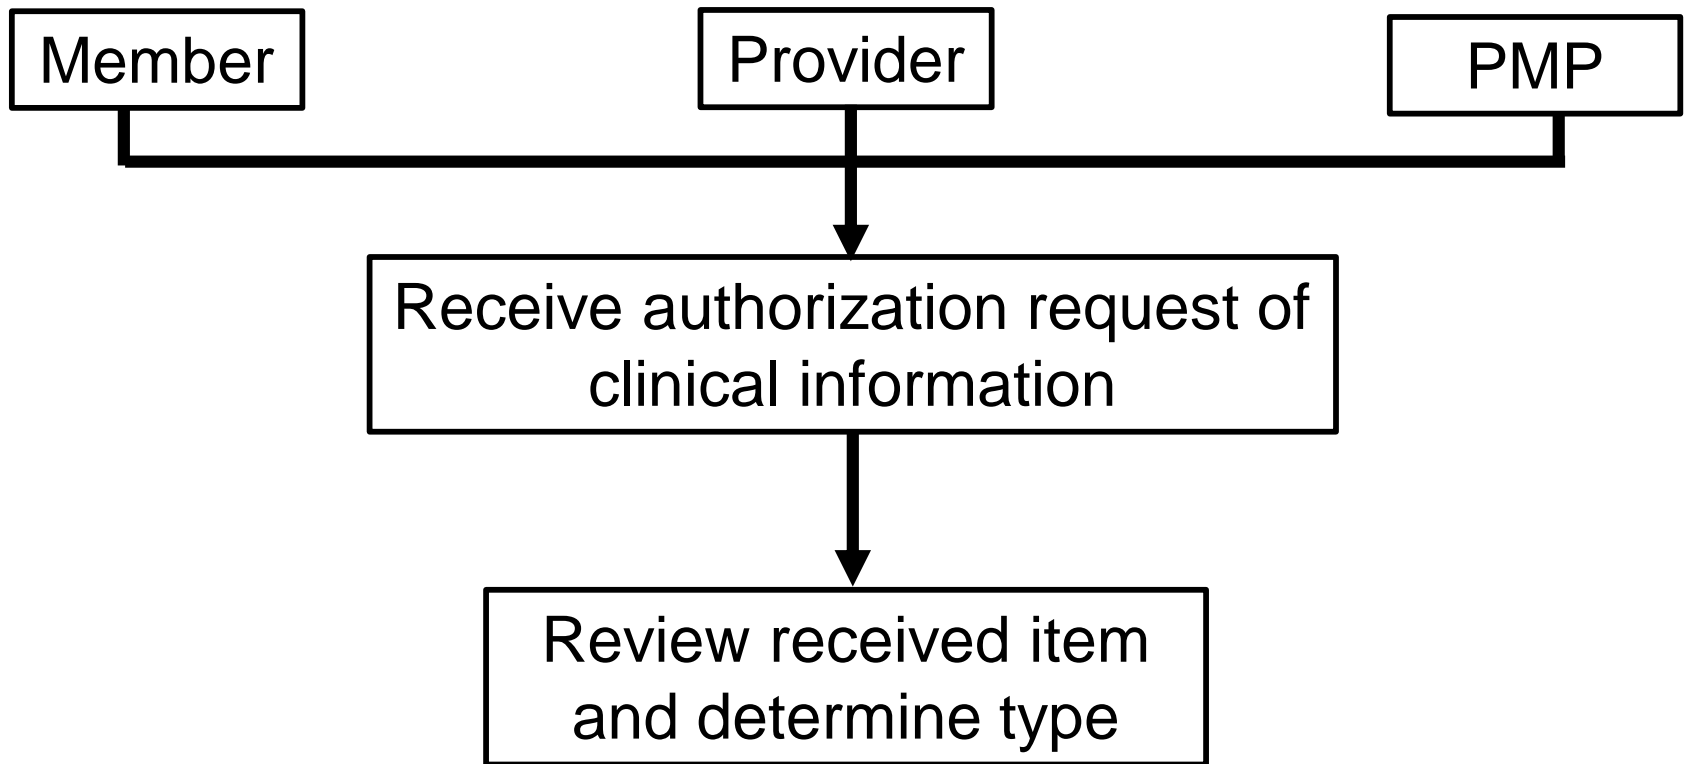 Member
Provider
PMP
Receive authorization request of
clinical information
Review received item
and determine type